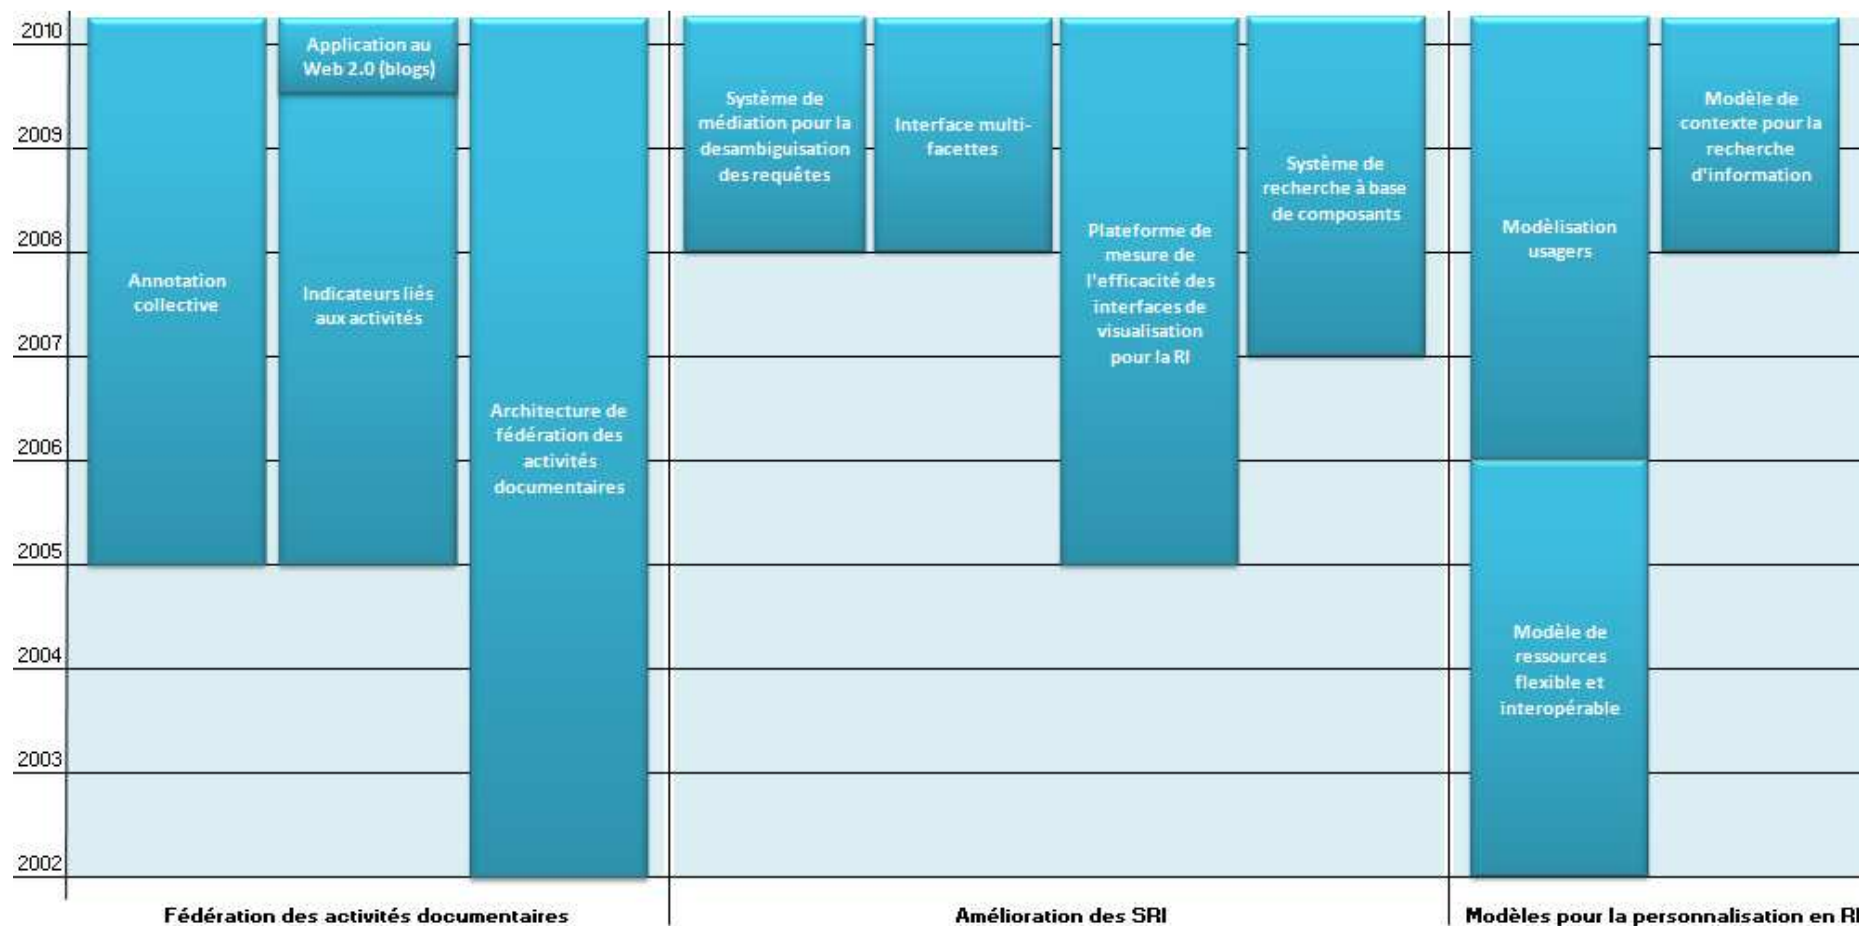 2010
2009
2008
2007
2006
2005
2004
2003
2002
Annotation
collective
Application au
Web 2.0 (blogs)
Indicateurs liés
aux activités
Architecture de
fédération des
activités
documentaires
Système de
médiation pour la
desambiguisation
des requêtes
Interface multi-
facettes
Plateforme de
mesure de
l'efficacité des
interfaces de
visualisation
pour la RI
Système de
recherche à base
de composants
Modèlisation
usagers
Modèle de
ressources
flexible et
interopérable
Modèle de
contexte pour la
recherche
d'information
Fédération des activités documentaires
Amélioration des SRI
Modèles pour la personnalisation en RI